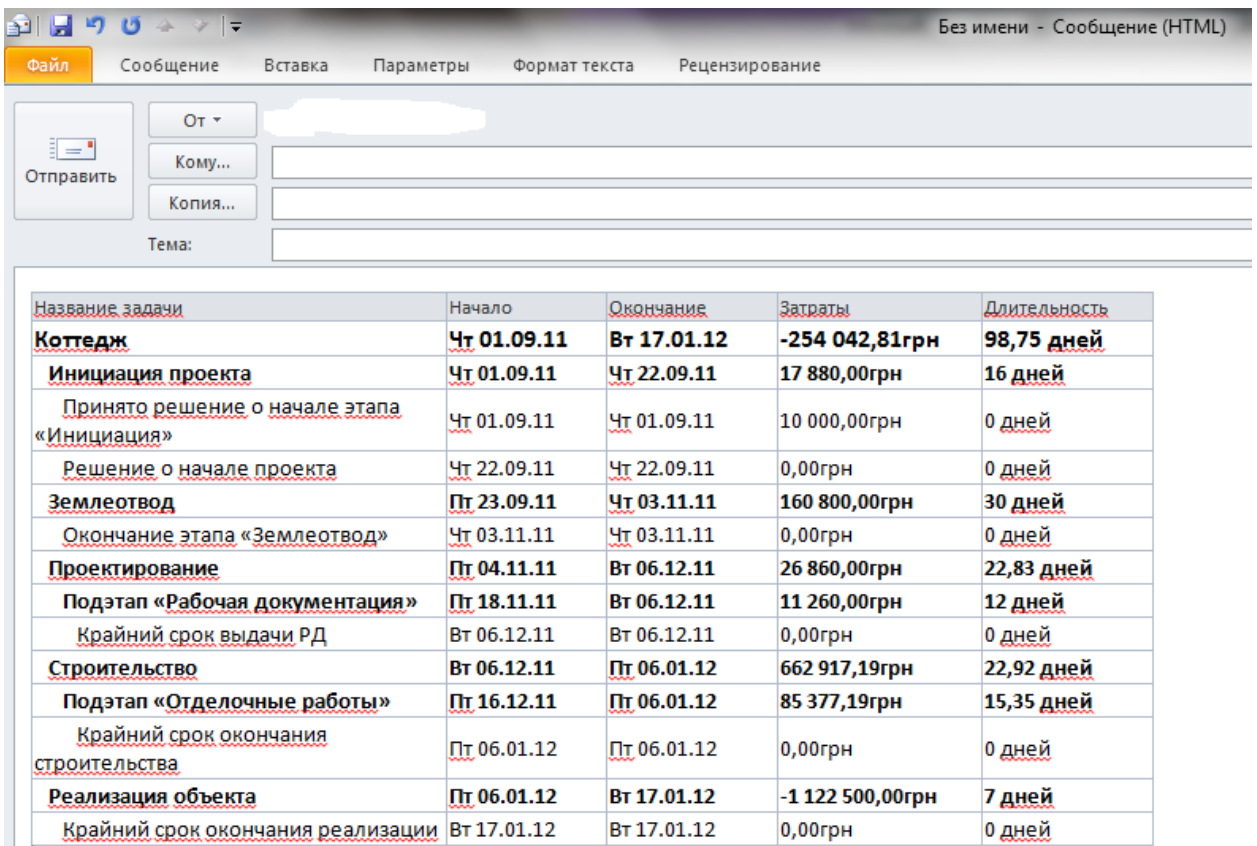 Без имени - Сообщение (HTML)
Файл Сообщение Вставка Параметры Формат текста Рецензирование
От
Отправить
Кому...
Копия...
Тема:
Название задачи Начало Окончание Затраты Длительность
Коттедж Чт 01.09.11 Вт 17.01.12 -254 042,81грн 98,75 дней
Инициация проекта Чт 01.09.11 Чт 22.09.11 17 880,00грн 16 дней
Принято решение о начале этапа
«Инициация» Чт 01.09.11 Чт 01.09.11 10 000,00грн 0 дней
Решение о начале проекта Чт 22.09.11 Чт 22.09.11 0,00грн 0 дней
Землеотвод Пт 23.09.11 Чт 03.11.11 160 800,00грн 30 дней
Окончание этапа «Землеотвод» Чт 03.11.11 Чт 03.11.11 0,00грн 0 дней
Проектирование Пт 04.11.11 Вт 06.12.11 26 860,00грн 22,83 дней
Подэтап «Рабочая документация» Пт 18.11.11 Вт 06.12.11 11 260,00грн 12 дней
Крайний срок выдачи РД Вт 06.12.11 Вт 06.12.11 0,00грн 0 дней
Строительство Вт 06.12.11 Пт 06.01.12 662 917,19грн 22,92 дней
Подэтап «Отделочные работы» Пт 16.12.11 Пт 06.01.12 85 377,19грн 15,35 дней
Крайний срок окончания
строительства Пт 06.01.12 Пт 06.01.12 0,00грн 0 дней
Реализация объекта Пт 06.01.12 Вт 17.01.12 -1 122 500,00грн 7 дней
Крайний срок окончания реализации Вт 17.01.12 Вт 17.01.12 0,00грн 0 дней